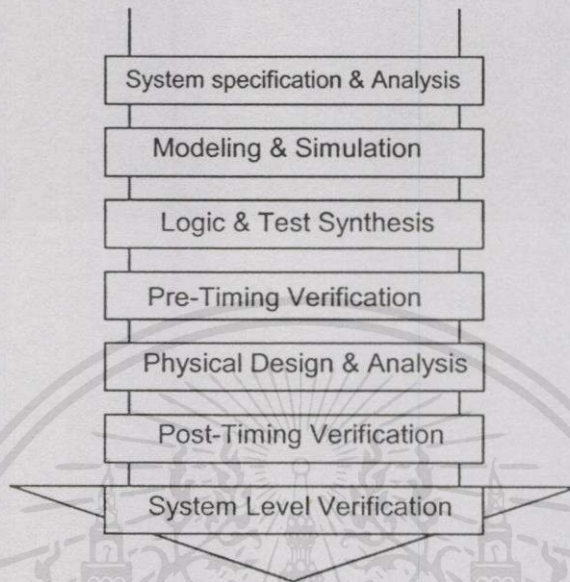 System specification & Analysis
Modeling & Simulation
Logic & Test Synthesis
Pre-Timing Verification
Physical Design & Analysis
Post-Timing Verification
System Level Verification